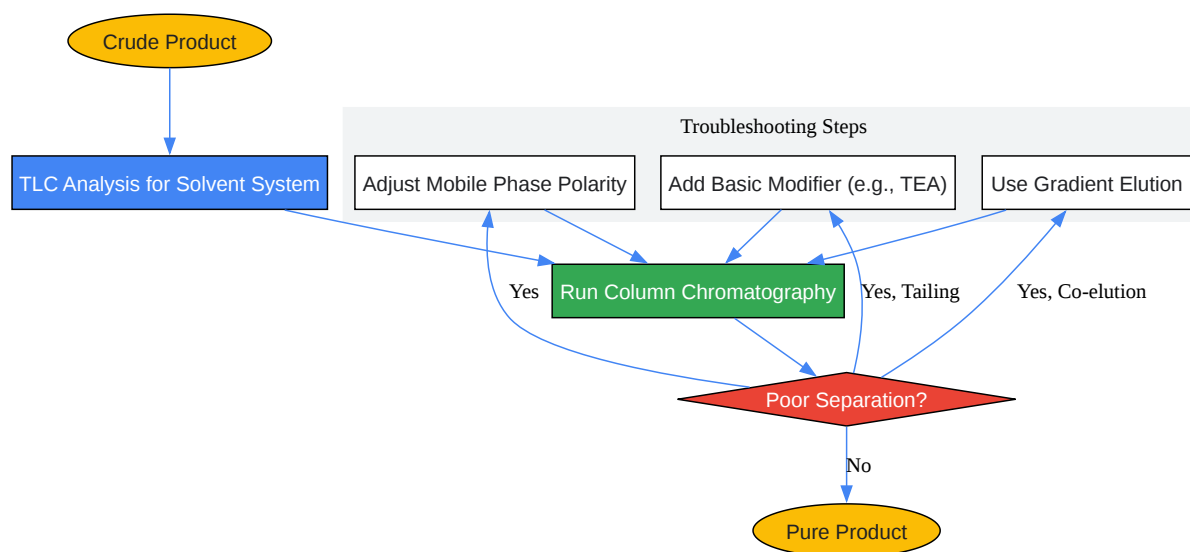 Crude Product
Troubleshooting Steps
TLC Analysis for Solvent System
Adjust Mobile Phase Polarity
Add Basic Modifier (e.g., TEA)
Use Gradient Elution
Yes
Run Column Chromatography
Yes, Tailing
Yes, Co-elution
Poor Separation?
No
Pure Product